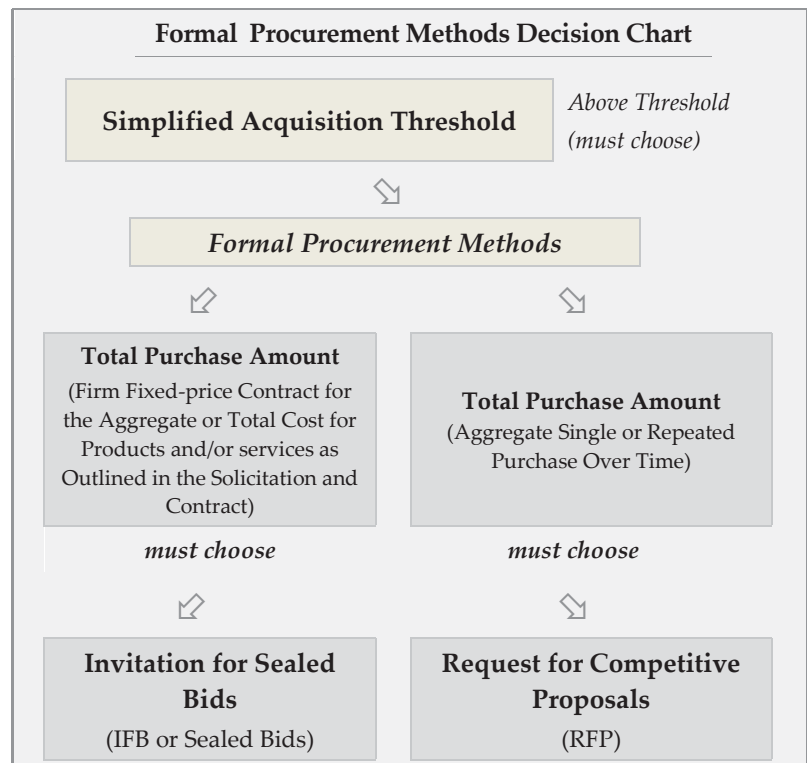 Formal Procurement Methods Decision Chart
Simplified Acquisition Threshold
Above Threshold
(must choose)
Formal Procurement Methods
Total Purchase Amount
(Firm Fixed-price Contract for
the Aggregate or Total Cost for
Products and/or services as
Outlined in the Solicitation and
Contract)
Total Purchase Amount
(Aggregate Single or Repeated
Purchase Over Time)
must choose
must choose
Invitation for Sealed
Bids
(IFB or Sealed Bids)
Request for Competitive
Proposals
(RFP)